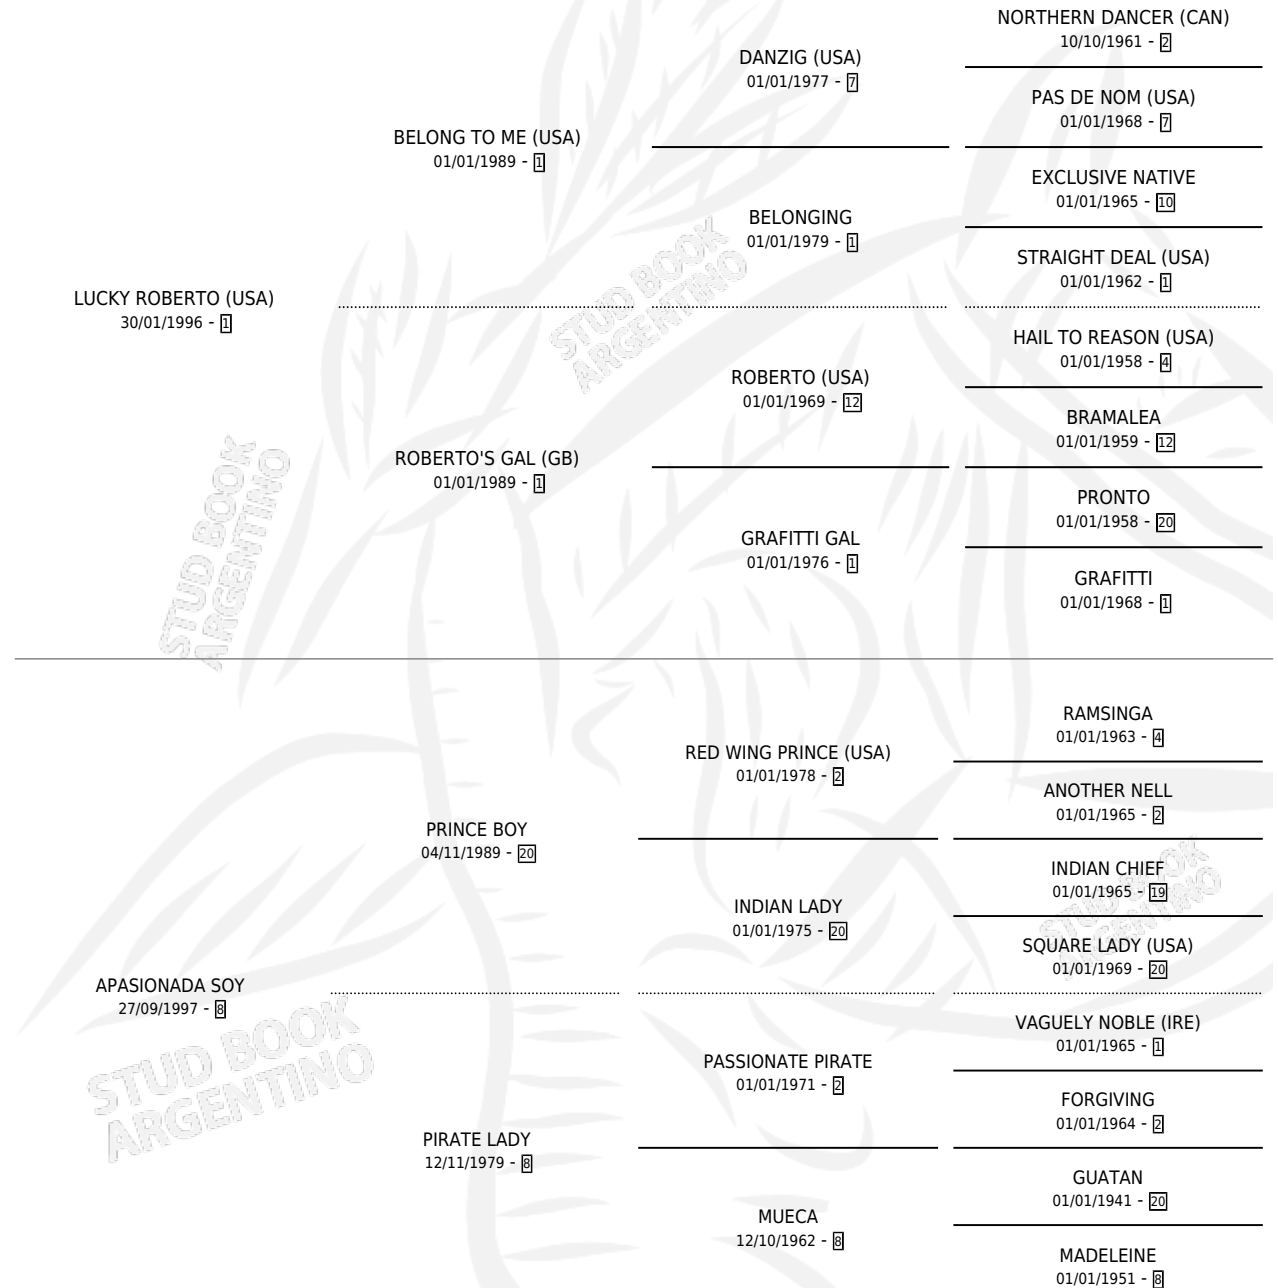 NORTHERN DANCER (CAN)
10/10/1961 - 2
DANZIG (USA)
01/01/1977 - 7
PAS DE NOM (USA)
01/01/1968 - 7
BELONG TO ME (USA)
01/01/1989 - 1
EXCLUSIVE NATIVE
01/01/1965 - 10
BELONGING
01/01/1979 - 1
STRAIGHT DEAL (USA)
01/01/1962 - 1
LUCKY ROBERTO (USA)
30/01/1996 - 1
STUD BOOK
ARGENTINO
HAIL TO REASON (USA)
01/01/1958 - 4
ROBERTO (USA)
01/01/1969 - 12
BRAMALEA
01/01/1959 - 12
ROBERTO'S GAL (GB)
01/01/1989 - 1
PRONTO
01/01/1958 - 20
GRAFITTI GAL
01/01/1976 - 1
GRAFITTI
01/01/1968 - 1
STUD BOOK
ARGENTINO
RAMSINGA
01/01/1963 - 4
RED WING PRINCE (USA)
01/01/1978 - 2
ANOTHER NELL
01/01/1965 - 2
PRINCE BOY
04/11/1989 - 20
INDIAN CHIEF
01/01/1965 - 19
INDIAN LADY
01/01/1975 - 20
STUD BOOK
ARGENTINO
SQUARE LADY (USA)
01/01/1969 - 20
APASIONADA SOY
27/09/1997 - 8
STUD BOOK
ARGENTINO
VAGUELY NOBLE (IRE)
01/01/1965 - 1
PASSIONATE PIRATE
01/01/1971 - 2
FORGIVING
01/01/1964 - 2
PIRATE LADY
12/11/1979 - 8
GUATAN
01/01/1941 - 20
MUECA
12/10/1962 - 8
MADELEINE
01/01/1951 - 8